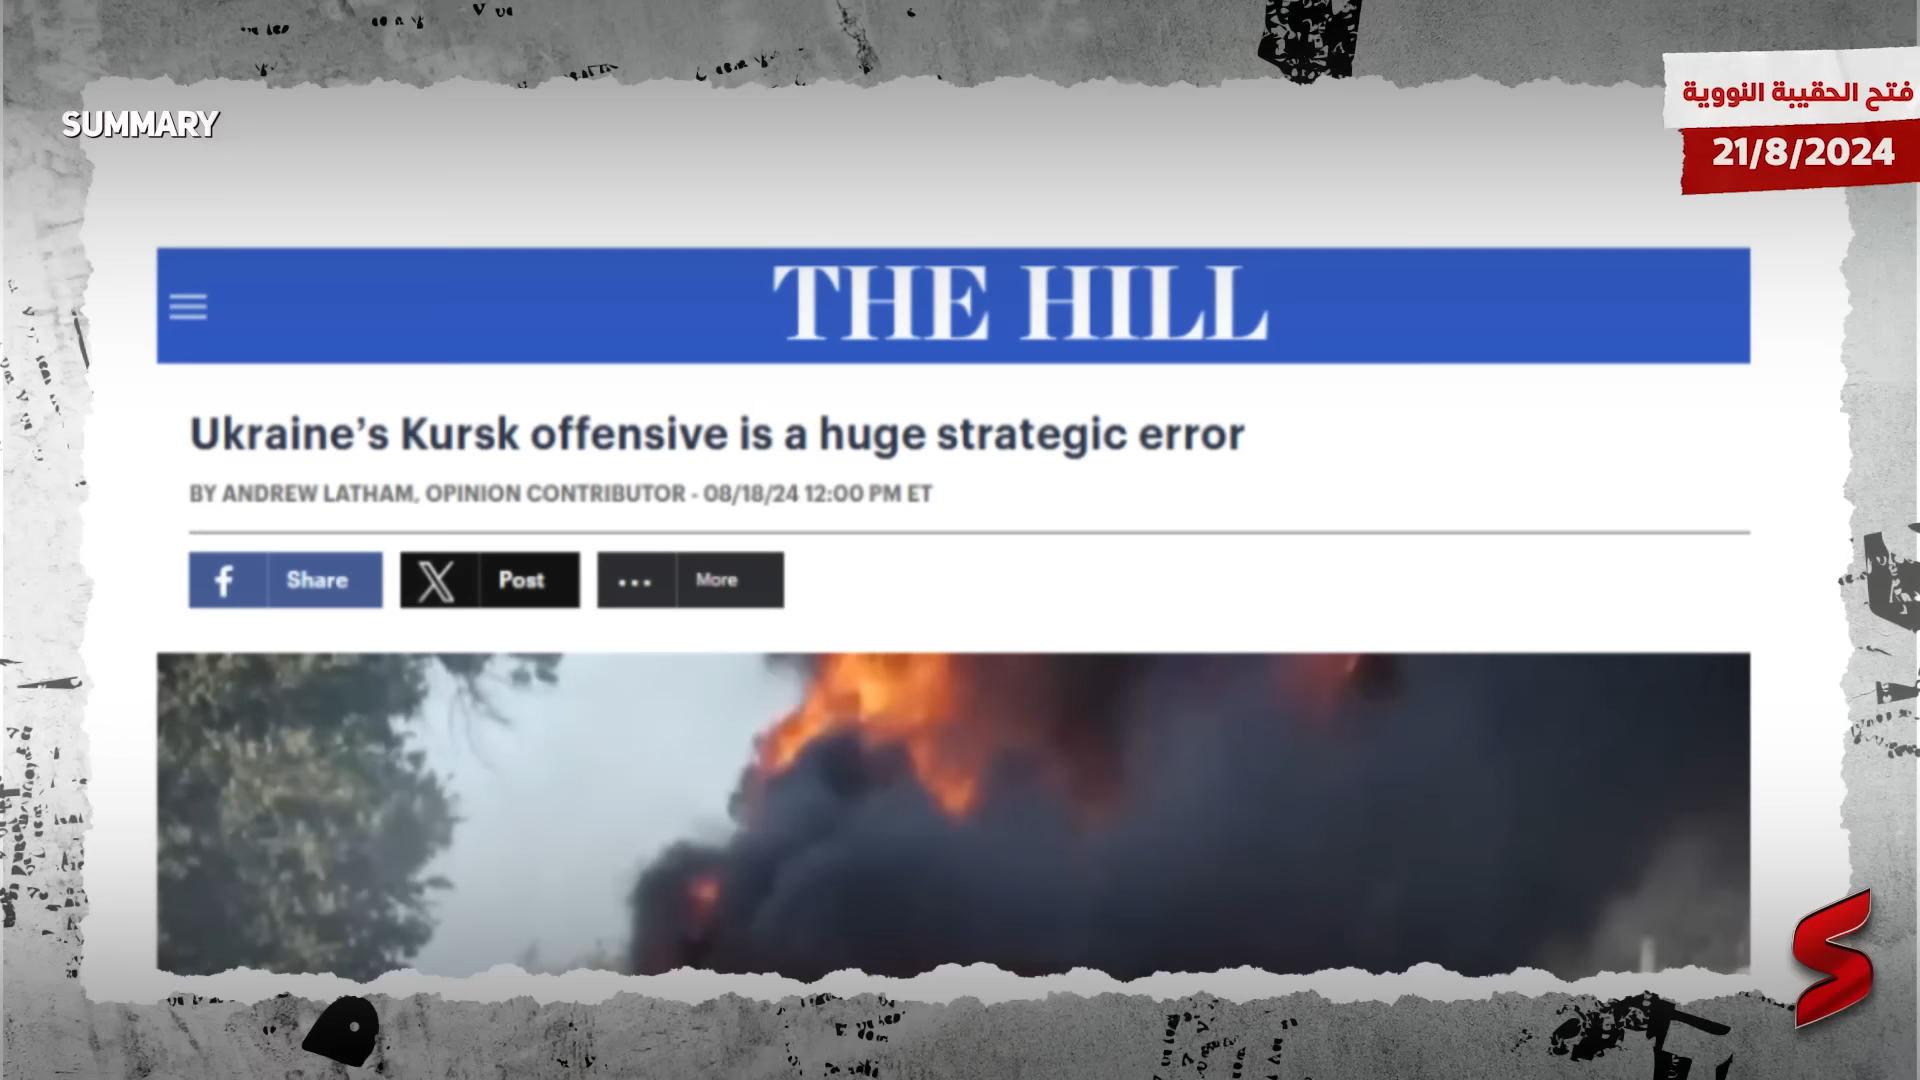 SUMMARY
فتح الحقيبة النووية
21/8/2024
THE HILL
Ukraine’s Kursk offensive is a huge strategic error
BY ANDREW LATHAM, OPINION CONTRIBUTOR - 08/18/24 12:00 PM ET
Share
Post
More